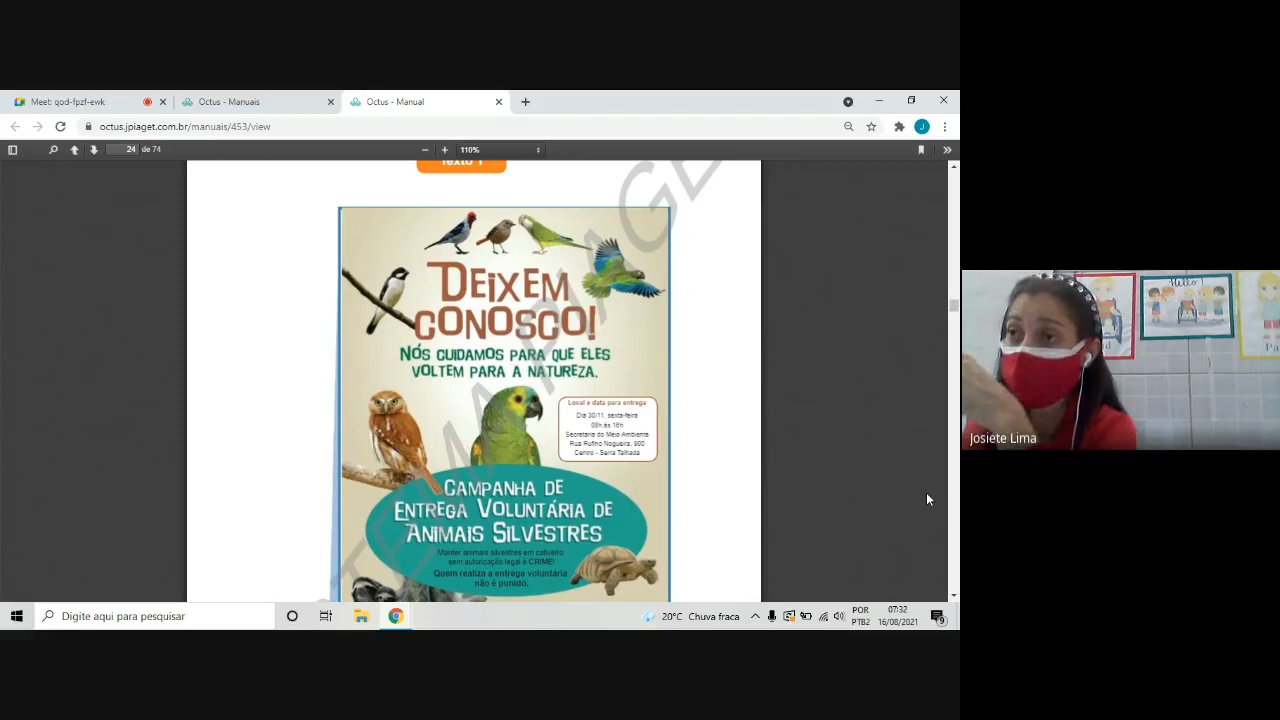 Meet: qod-fpzf-ewk
Octus - Manuais
Octus - Manual
octus.jpiaget.com.br/manuais/453/view
24 de 74
110%
Texto 1
DEIXEM
CONOSCO!
NÓS CUIDAMOS PARA QUE ELES
VOLTEM PARA A NATUREZA.
Local e data para entrega
Dia 30/11, sexta-feira
08h às 16h
Secretaria do Meio Ambiente
Rua Rufino Nogueira, 900
Centro - Serra Talhada
CAMPANHA DE
ENTREGA VOLUNTÁRIA DE
ANIMAIS SILVESTRES
Manter animais silvestres em cativeiro
sem autorização legal é CRIME!
Quem realiza a entrega voluntária
não é punido.
TEMA PIAGE
Hello!
Josiete Lima
Digite aqui para pesquisar
20°C Chuva fraca
POR
PTB2
07:32
16/08/2021
9